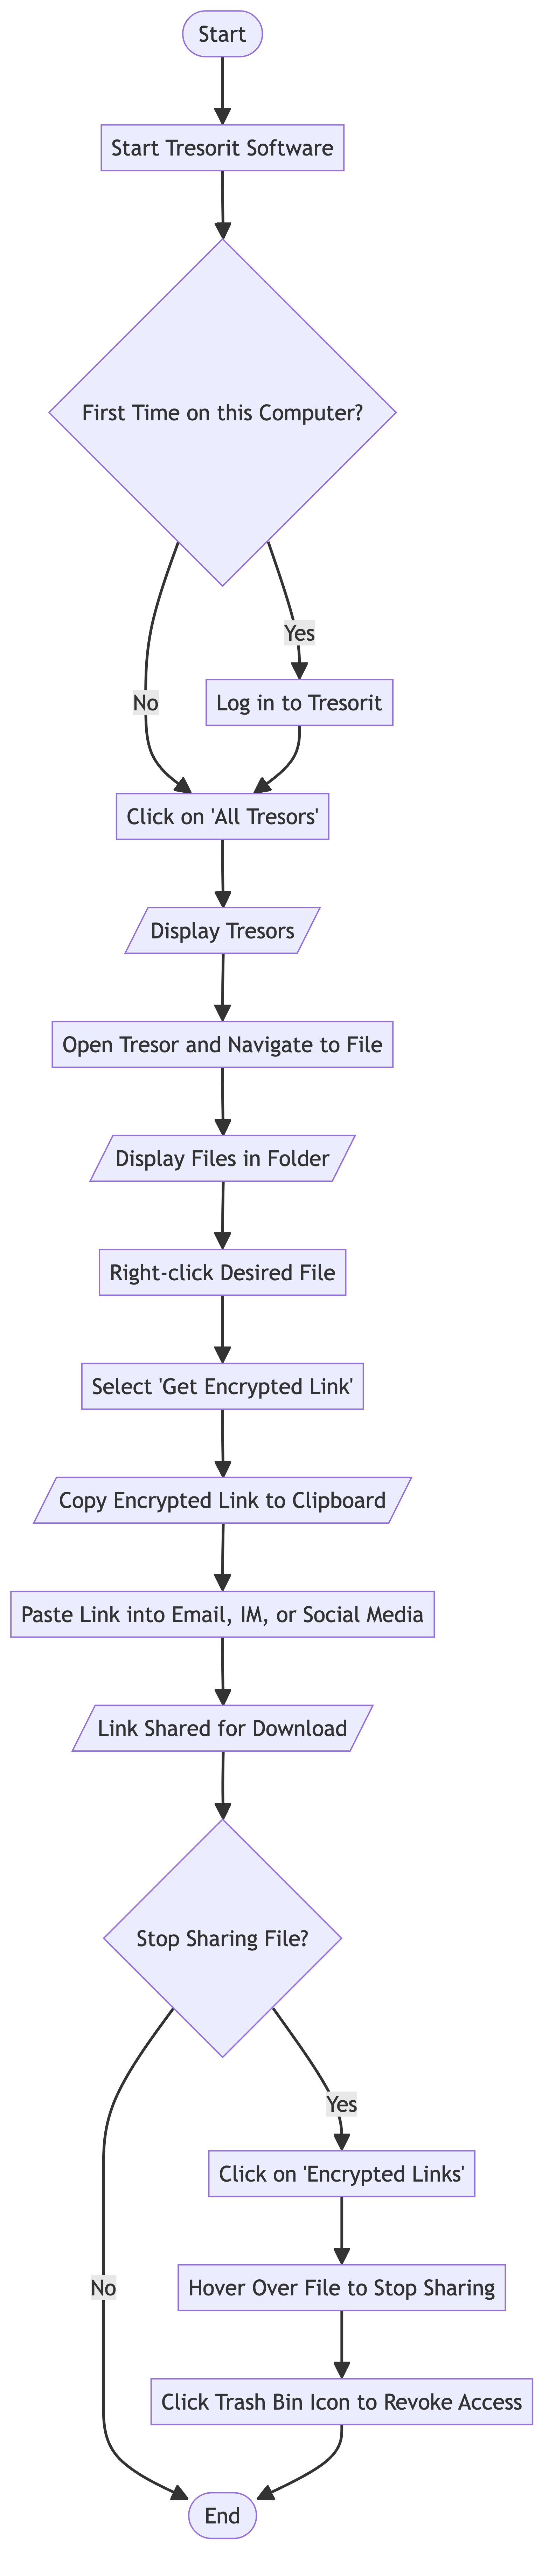 Start
Start Tresorit Software
First Time on this Computer?
Yes
No
Log in to Tresorit
Click on 'All Tresors'
Display Tresors
Open Tresor and Navigate to File
Display Files in Folder
Right-click Desired File
Select 'Get Encrypted Link'
Copy Encrypted Link to Clipboard
Paste Link into Email, IM, or Social Media
Link Shared for Download
Stop Sharing File?
Yes
Click on 'Encrypted Links'
No
Hover Over File to Stop Sharing
Click Trash Bin Icon to Revoke Access
End